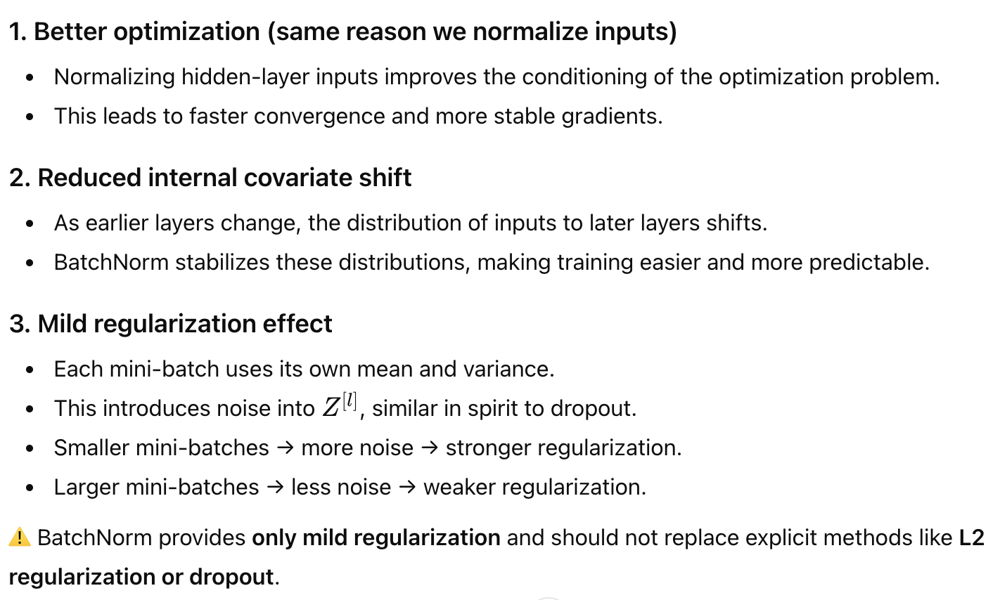 1. Better optimization (same reason we normalize inputs)
• Normalizing hidden-layer inputs improves the conditioning of the optimization problem.
• This leads to faster convergence and more stable gradients.
2. Reduced internal covariate shift
• As earlier layers change, the distribution of inputs to later layers shifts.
• BatchNorm stabilizes these distributions, making training easier and more predictable.
3. Mild regularization effect
• Each mini-batch uses its own mean and variance.
• This introduces noise into Z^[l], similar in spirit to dropout.
• Smaller mini-batches → more noise → stronger regularization.
• Larger mini-batches → less noise → weaker regularization.
⚠️ BatchNorm provides only mild regularization and should not replace explicit methods like L2
regularization or dropout.